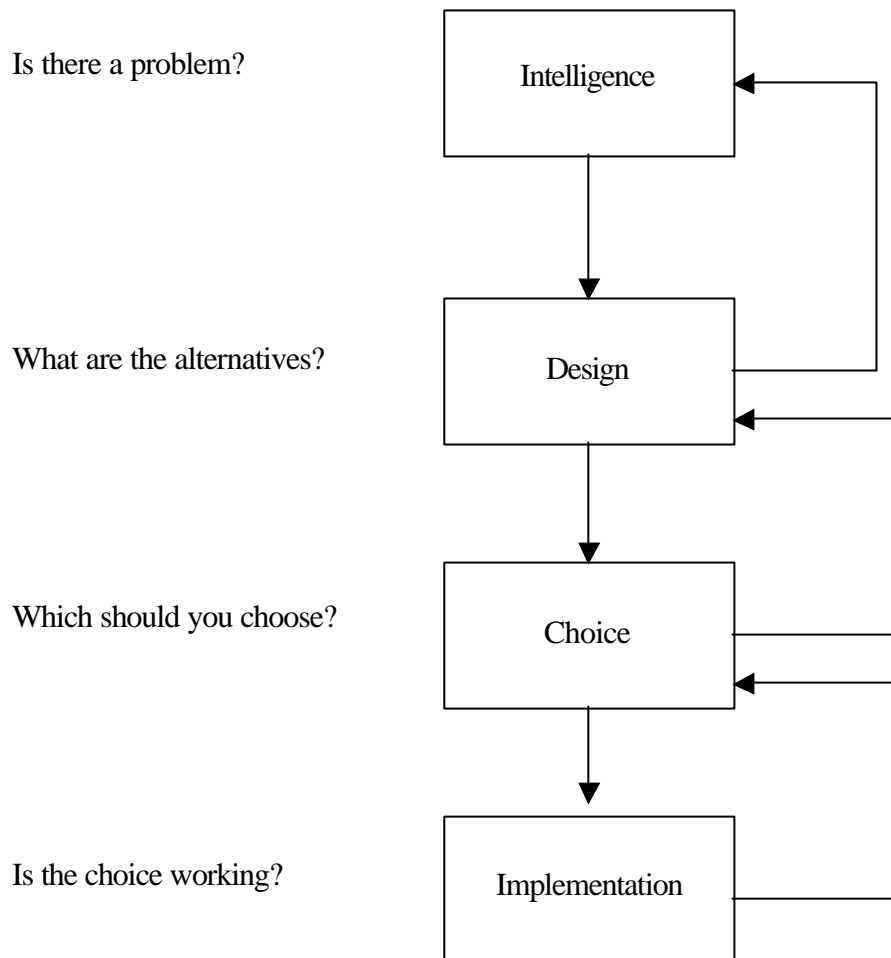 Is there a problem?
Intelligence
What are the alternatives?
Design
Which should you choose?
Choice
Is the choice working?
Implementation